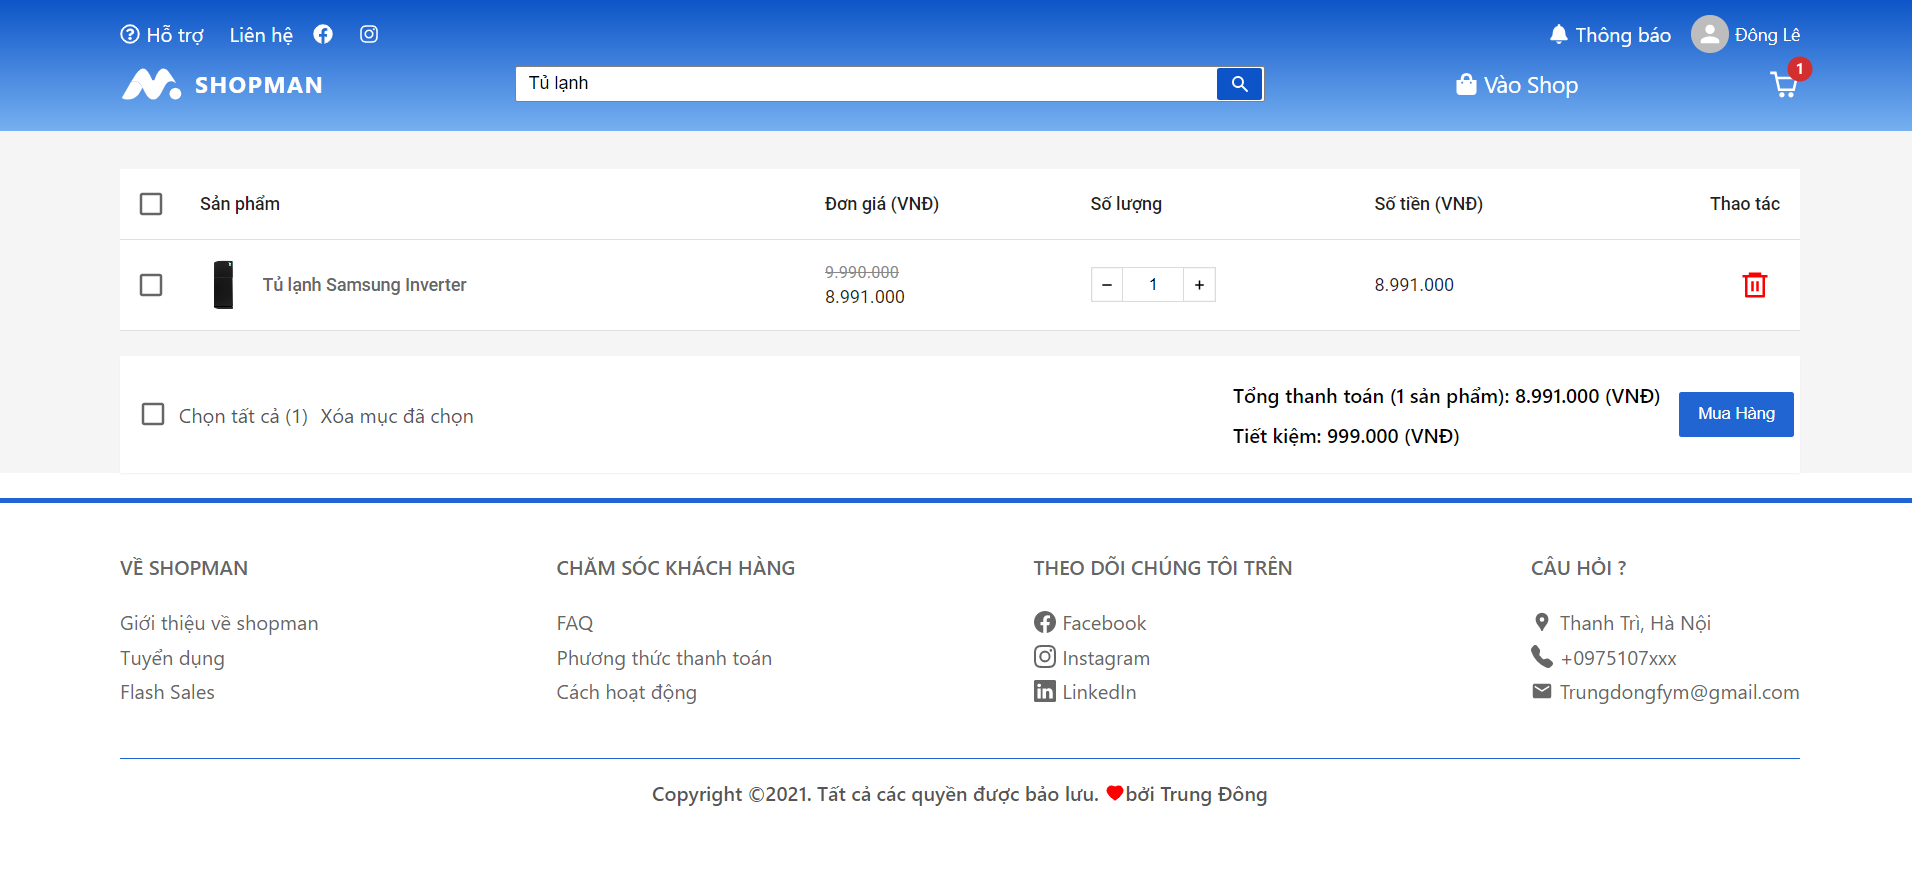 Hỗ trợ Liên hệ Thông báo Đông Lê
SHOPMAN Tủ lạnh Vào Shop 1
Sản phẩm Đơn giá (VNĐ) Số lượng Số tiền (VNĐ) Thao tác
9.990.000
Tủ lạnh Samsung Inverter 8.991.000 − 1 + 8.991.000
Tổng thanh toán (1 sản phẩm): 8.991.000 (VNĐ)
Chọn tất cả (1) Xóa mục đã chọn Mua Hàng
Tiết kiệm: 999.000 (VNĐ)
VỀ SHOPMAN CHĂM SÓC KHÁCH HÀNG THEO DÕI CHÚNG TÔI TRÊN CÂU HỎI ?
Giới thiệu về shopman FAQ Facebook Thanh Trì, Hà Nội
Tuyển dụng Phương thức thanh toán Instagram +0975107xxx
Flash Sales Cách hoạt động LinkedIn Trungdongfym@gmail.com
Copyright ©2021. Tất cả các quyền được bảo lưu. ❤bởi Trung Đông